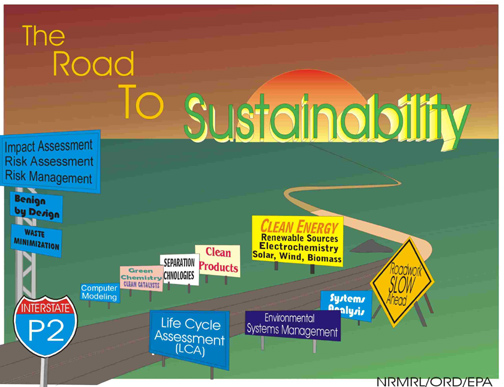 The
Road
To
Sustainability
Impact Assessment
Risk Assessment
Risk Management
Benign
by Design
WASTE
MINIMIZATION
INTERSTATE
P2
Computer
Modeling
Green
Chemistry
CLEAN CATALYSTS
SEPARATION
CHNOLOGIES
Clean
Products
CLEAN ENERGY
Renewable Sources
Electrochemistry
Solar, Wind, Biomass
Life Cycle
Assessment
(LCA)
Environmental
Systems Management
Systems
Analysis
Roadwork
SLOW
Ahead
NRMRL/ORD/EPA